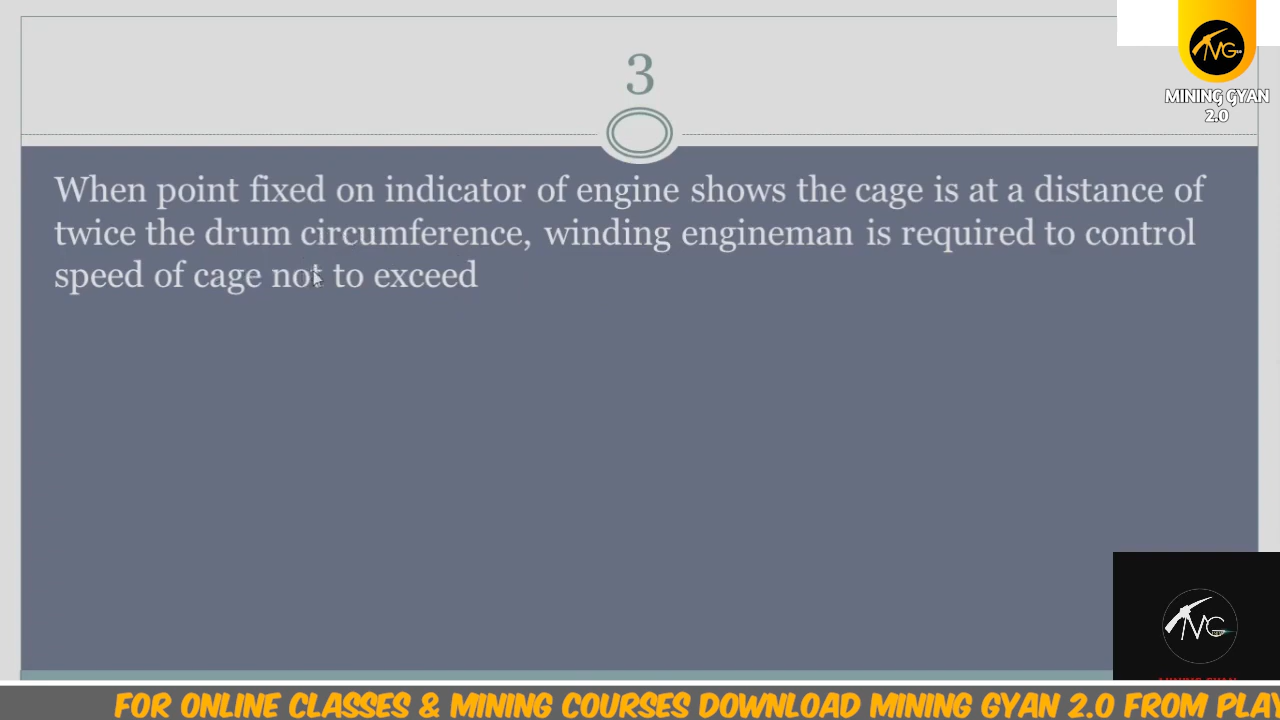 3
MINING GYAN
2.0
When point fixed on indicator of engine shows the cage is at a distance of
twice the drum circumference, winding engineman is required to control
speed of cage not to exceed
FOR ONLINE CLASSES & MINING COURSES DOWNLOAD MINING GYAN 2.0 FROM PLAY